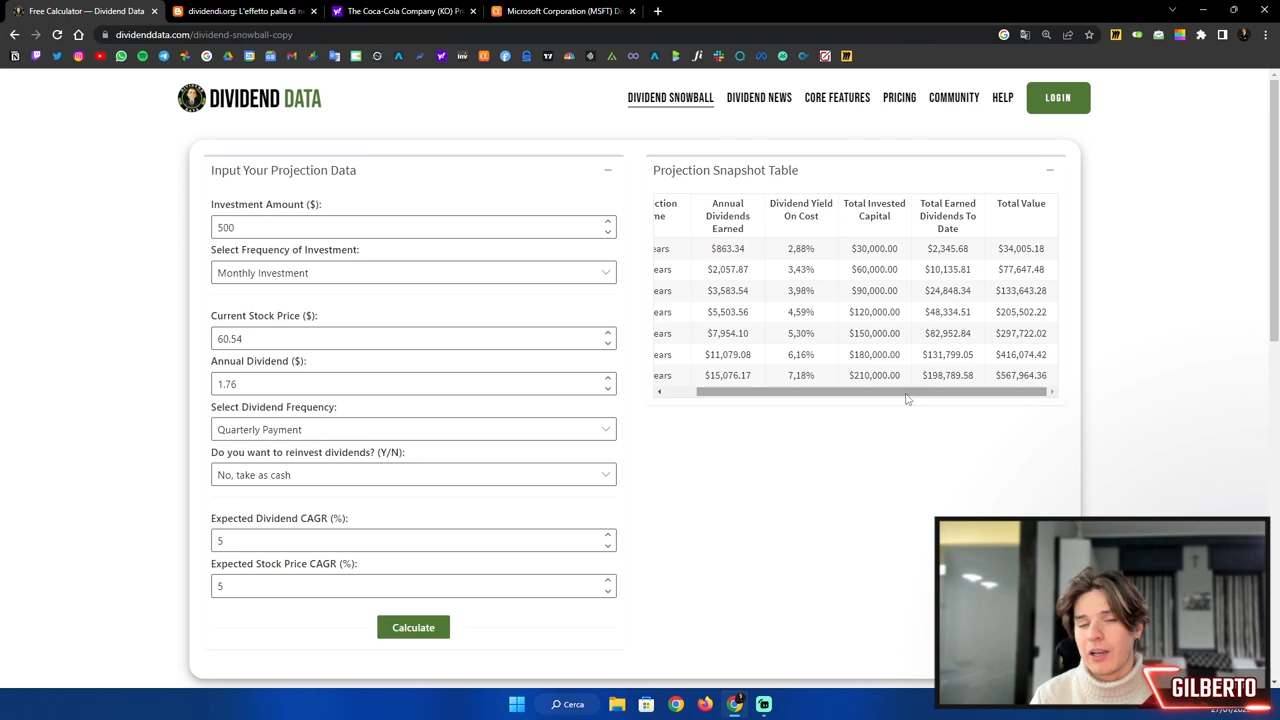 Free Calculator - Dividend Data
dividendi.org: L'effetto palla di n
The Coca-Cola Company (KO) Pr
Microsoft Corporation (MSFT) De
dividenddata.com/dividend-snowball-copy
DIVIDEND DATA
DIVIDEND SNOWBALL
DIVIDEND NEWS
CORE FEATURES
PRICING
COMMUNITY
HELP
LOGIN
Input Your Projection Data
Investment Amount ($):
500
Select Frequency of Investment:
Monthly Investment
Current Stock Price ($):
60.54
Annual Dividend ($):
1.76
Select Dividend Frequency:
Quarterly Payment
Do you want to reinvest dividends? (Y/N):
No, take as cash
Expected Dividend CAGR (%):
5
Expected Stock Price CAGR (%):
5
Calculate
Projection Snapshot Table
ction me Annual Dividends Earned Dividend Yield On Cost Total Invested Capital Total Earned Dividends To Date Total Value
ears $863.34 2,88% $30,000.00 $2,345.68 $34,005.18
ears $2,057.87 3,43% $60,000.00 $10,135.81 $77,647.48
ears $3,583.54 3,98% $90,000.00 $24,848.34 $133,643.28
ears $5,503.56 4,59% $120,000.00 $48,334.51 $205,502.22
ears $7,954.10 5,30% $150,000.00 $82,952.84 $297,722.02
ears $11,079.08 6,16% $180,000.00 $131,799.05 $416,074.42
ears $15,076.17 7,18% $210,000.00 $198,789.58 $567,964.36
GILBERTO
Cerca